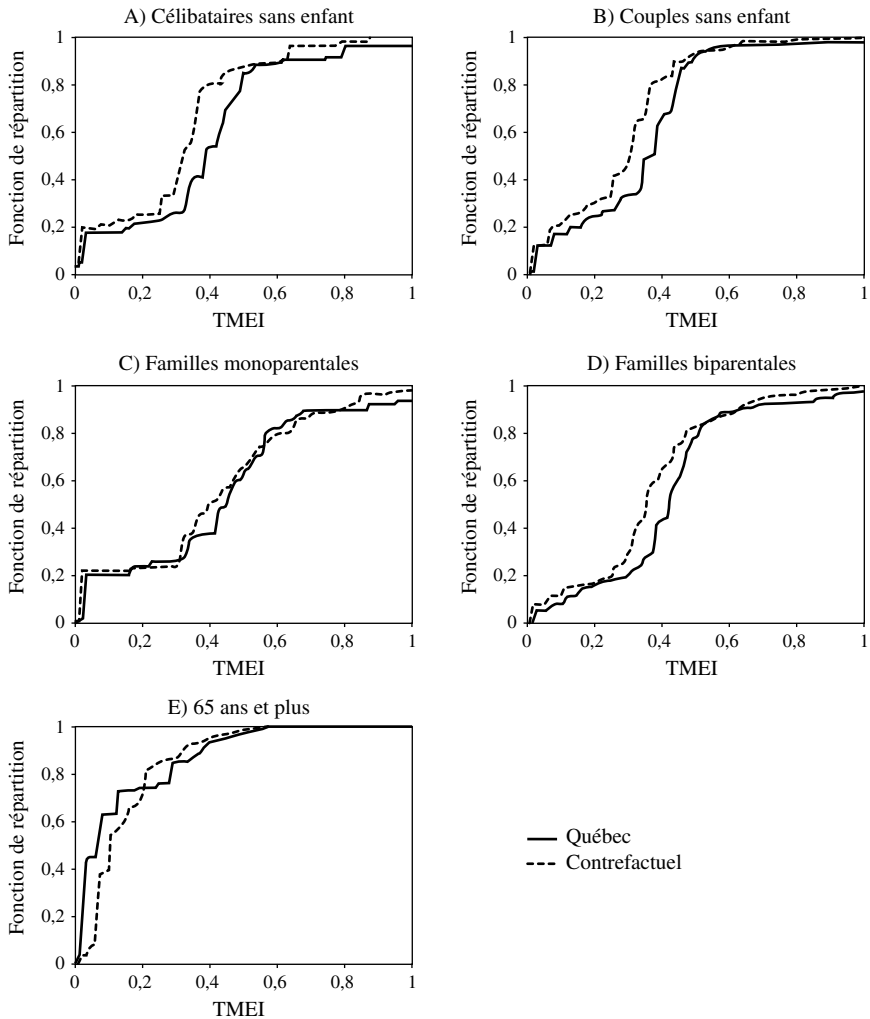 A) Célibataires sans enfant
Fonction de répartition
1
0,8
0,6
0,4
0,2
0
0 0,2 0,4 0,6 0,8 1
TMEI
B) Couples sans enfant
Fonction de répartition
1
0,8
0,6
0,4
0,2
0
0 0,2 0,4 0,6 0,8 1
TMEI
C) Familles monoparentales
Fonction de répartition
1
0,8
0,6
0,4
0,2
0
0 0,2 0,4 0,6 0,8 1
TMEI
D) Familles biparentales
Fonction de répartition
1
0,8
0,6
0,4
0,2
0
0 0,2 0,4 0,6 0,8 1
TMEI
E) 65 ans et plus
Fonction de répartition
1
0,8
0,6
0,4
0,2
0
0 0,2 0,4 0,6 0,8 1
TMEI
Québec
Contrefactuel